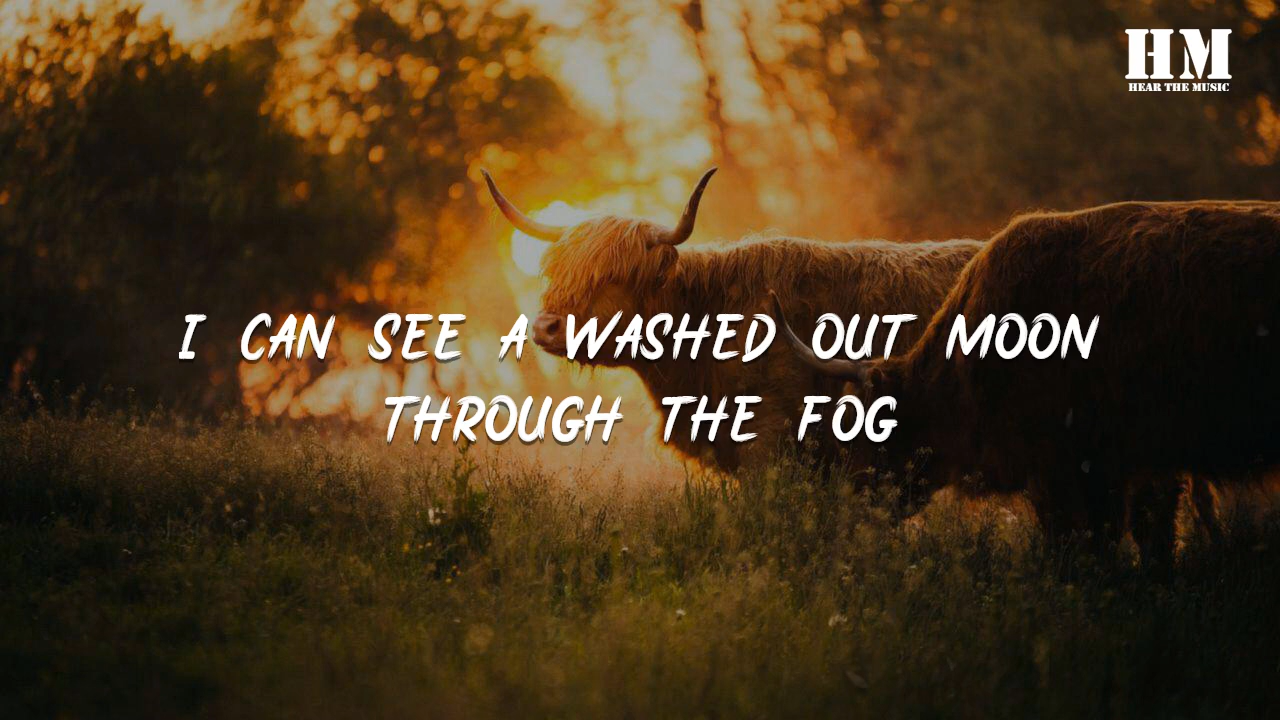 HM
HEAR THE MUSIC
I CAN SEE A WASHED OUT MOON
THROUGH THE FOG